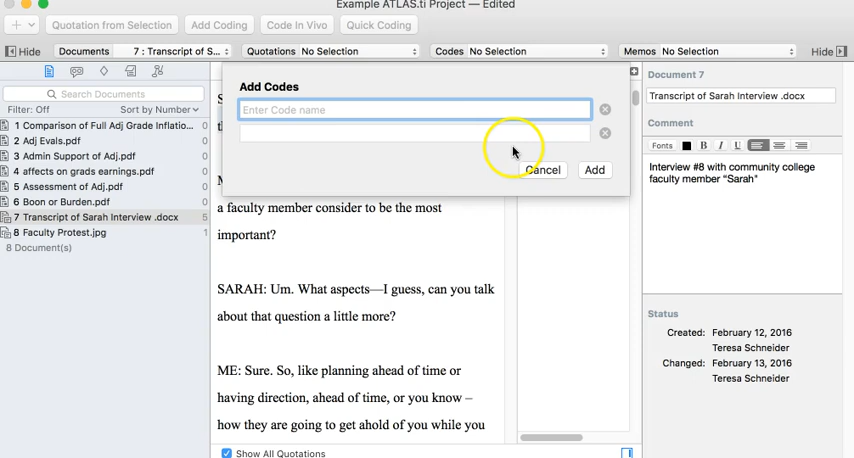 Example ATLAS.ti Project — Edited
Quotation from Selection Add Coding Code In Vivo Quick Coding
Hide Documents 7 : Transcript of S... Quotations No Selection Codes No Selection Memos No Selection Hide
Search Documents
Filter: Off Sort by Number
1 Comparison of Full Adj Grade Inflatio... 0
2 Adj Evals.pdf 0
3 Admin Support of Adj.pdf 0
4 affects on grads earnings.pdf 0
5 Assessment of Adj.pdf 0
6 Boon or Burden.pdf 0
7 Transcript of Sarah Interview .docx 5
8 Faculty Protest.jpg 1
8 Document(s)
Add Codes
Enter Code name
Cancel Add
a faculty member consider to be the most
important?
SARAH: Um. What aspects—I guess, can you talk
about that question a little more?
ME: Sure. So, like planning ahead of time or
having direction, ahead of time, or you know –
how they are going to get ahold of you while you
Show All Quotations
Document 7
Transcript of Sarah Interview .docx
Comment
Fonts B I U
Interview #8 with community college
faculty member "Sarah"
Status
Created: February 12, 2016
Teresa Schneider
Changed: February 13, 2016
Teresa Schneider